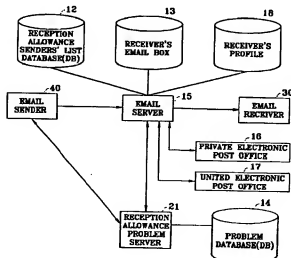 12
RECEPTION
ALLOWANCE
SENDERS' LIST
DATABASE(DB)
13
RECEIVER'S
EMAIL BOX
18
RECEIVER'S
PROFILE
40
EMAIL
SENDER
15
EMAIL
SERVER
30
EMAIL
RECEIVER
16
PRIVATE ELECTRONIC
POST OFFICE
17
UNITED ELECTRONIC
POST OFFICE
21
RECEPTION
ALLOWANCE
PROBLEM
SERVER
14
PROBLEM
DATABASE(DB)